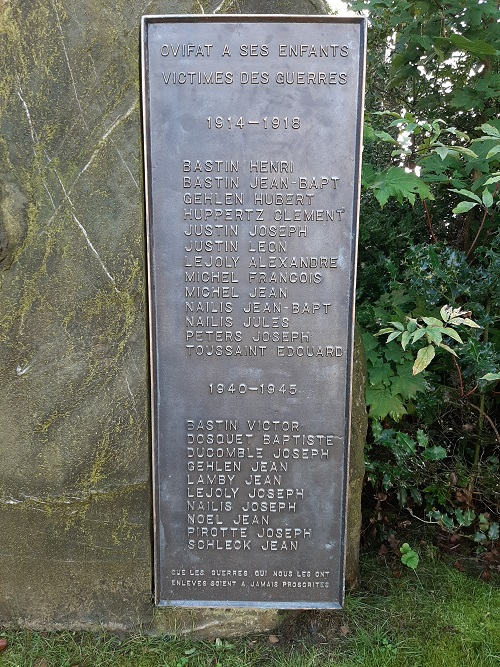 OVIFAT A SES ENFANTS
VICTIMES DES GUERRES
1914-1918
BASTIN HENRI
BASTIN JEAN-BAPT
GEHLEN HUBERT
HUPPERTZ CLEMENT
JUSTIN JOSEPH
JUSTIN LEON
LEJOLY ALEXANDRE
MICHEL FRANCOIS
MICHEL JEAN
NAILIS JEAN-BAPT
NAILIS JULES
PETERS JOSEPH
TOUSSAINT EDOUARD
1940-1945
BASTIN VICTOR
DOSQUET BAPTISTE
DUCOMBLE JOSEPH
GEHLEN JEAN
LAMBY JEAN
LEJOLY JOSEPH
NAILIS JOSEPH
NOEL JEAN
PIROTTE JOSEPH
SCHLECK JEAN
QUE LES GUERRES QUI NOUS LES ONT
ENLEVES SOIENT A JAMAIS PROSCRITES